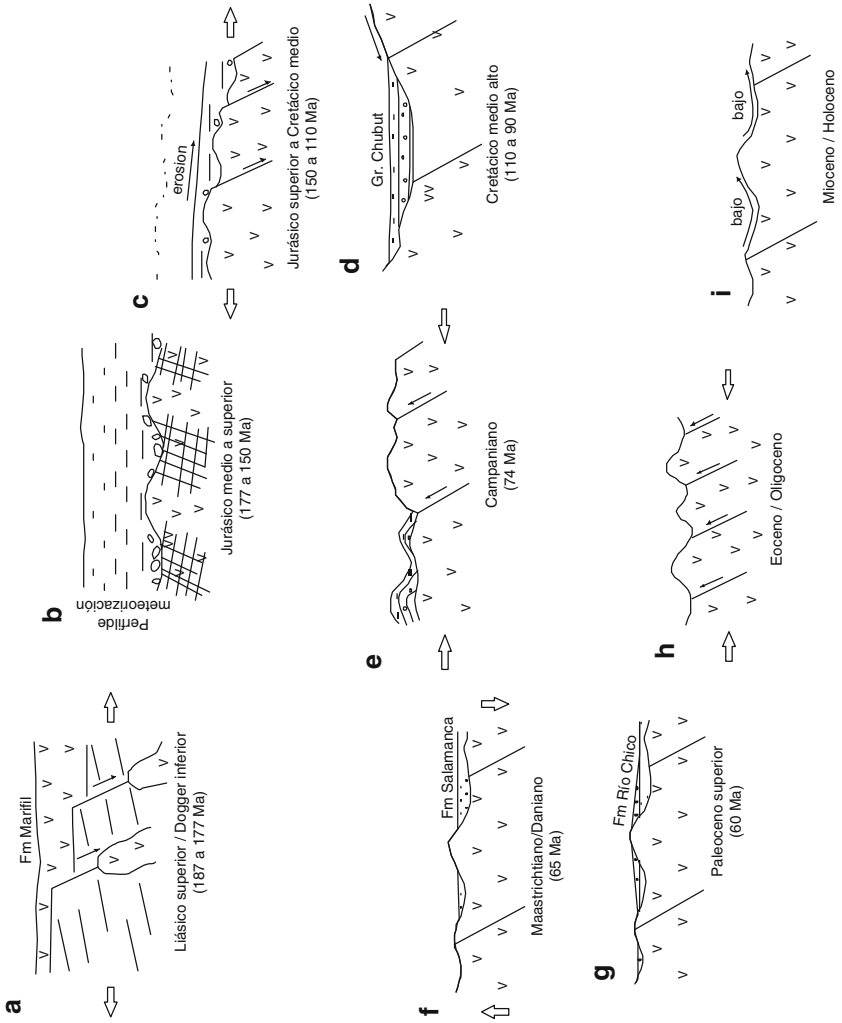 a
Fm Marifil
Liásico superior / Dogger inferior
(187 a 177 Ma)
b
Perfilde
meteorización
Jurásico medio a superior
(177 a 150 Ma)
c
erosion
Jurásico superior a Cretácico medio
(150 a 110 Ma)
d
Gr. Chubut
Cretácico medio alto
(110 a 90 Ma)
e
Campaniano
(74 Ma)
f
Fm Salamanca
Maastrichtiano/Daniano
(65 Ma)
g
Fm Río Chico
Paleoceno superior
(60 Ma)
h
Eoceno / Oligoceno
i
bajo
bajo
Mioceno / Holoceno